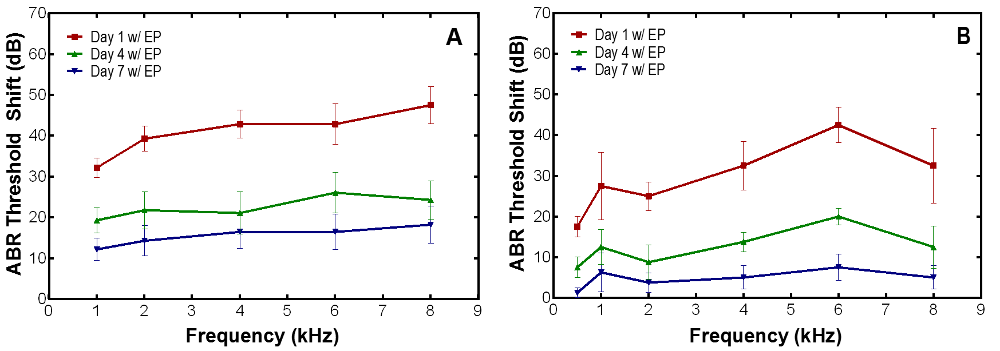 A
ABR Threshold  Shift (dB)
70
60
50
40
30
20
10
0
Day 1 w/ EP
Day 4 w/ EP
Day 7 w/ EP
0 1 2 3 4 5 6 7 8 9
Frequency (kHz)
B
ABR Threshold Shift (dB)
70
60
50
40
30
20
10
0
Day 1 w/ EP
Day 4 w/ EP
Day 7 w/ EP
0 1 2 3 4 5 6 7 8 9
Frequency (kHz)